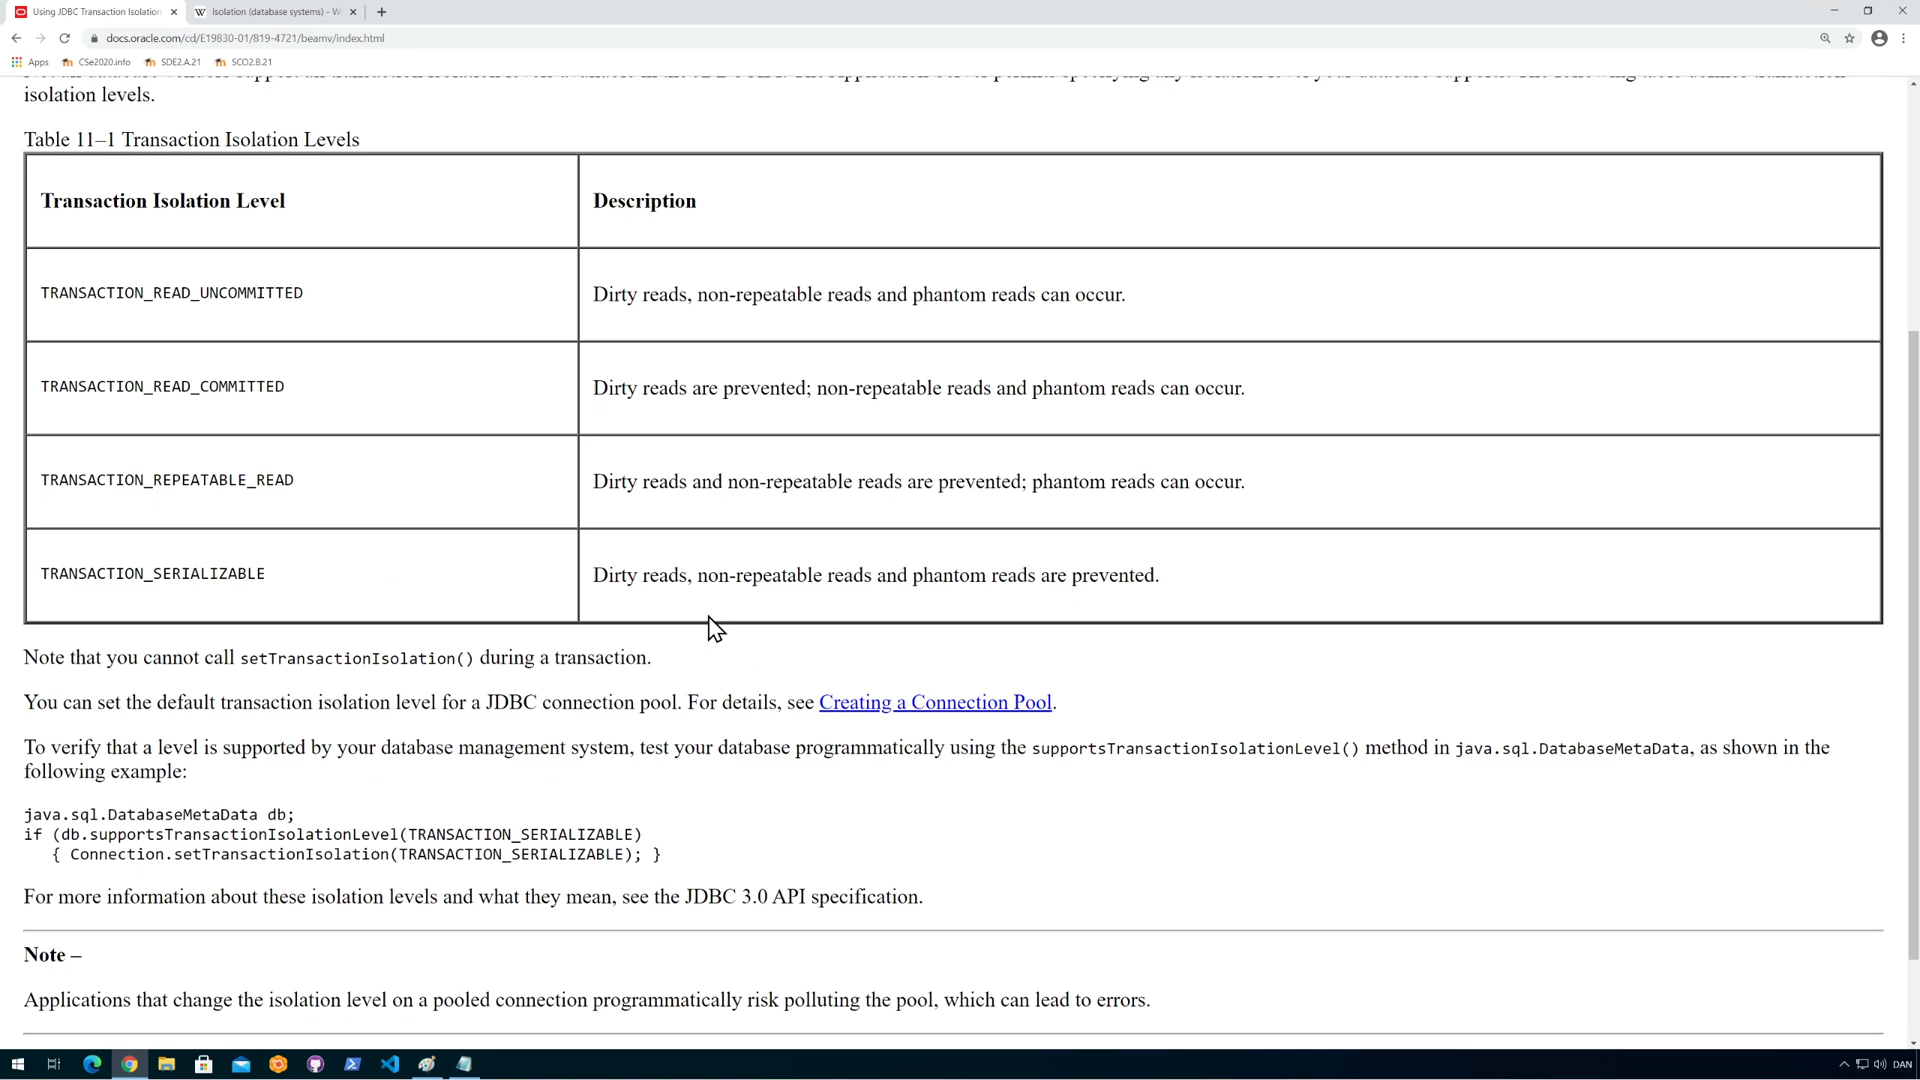 Using JDBC Transaction Isolation
Isolation (database systems) - W
docs.oracle.com/cd/E19830-01/819-4721/beamv/index.html
Apps
CSe2020.info
SDE2.A.21
SCO2.B.21
isolation levels.
Table 11–1 Transaction Isolation Levels
Transaction Isolation Level
Description
TRANSACTION_READ_UNCOMMITTED
Dirty reads, non-repeatable reads and phantom reads can occur.
TRANSACTION_READ_COMMITTED
Dirty reads are prevented; non-repeatable reads and phantom reads can occur.
TRANSACTION_REPEATABLE_READ
Dirty reads and non-repeatable reads are prevented; phantom reads can occur.
TRANSACTION_SERIALIZABLE
Dirty reads, non-repeatable reads and phantom reads are prevented.
Note that you cannot call setTransactionIsolation() during a transaction.
You can set the default transaction isolation level for a JDBC connection pool. For details, see Creating a Connection Pool.
To verify that a level is supported by your database management system, test your database programmatically using the supportsTransactionIsolationLevel() method in java.sql.DatabaseMetaData, as shown in the
following example:
java.sql.DatabaseMetaData db;
if (db.supportsTransactionIsolationLevel(TRANSACTION_SERIALIZABLE)
{ Connection.setTransactionIsolation(TRANSACTION_SERIALIZABLE); }
For more information about these isolation levels and what they mean, see the JDBC 3.0 API specification.
Note –
Applications that change the isolation level on a pooled connection programmatically risk polluting the pool, which can lead to errors.
DAN